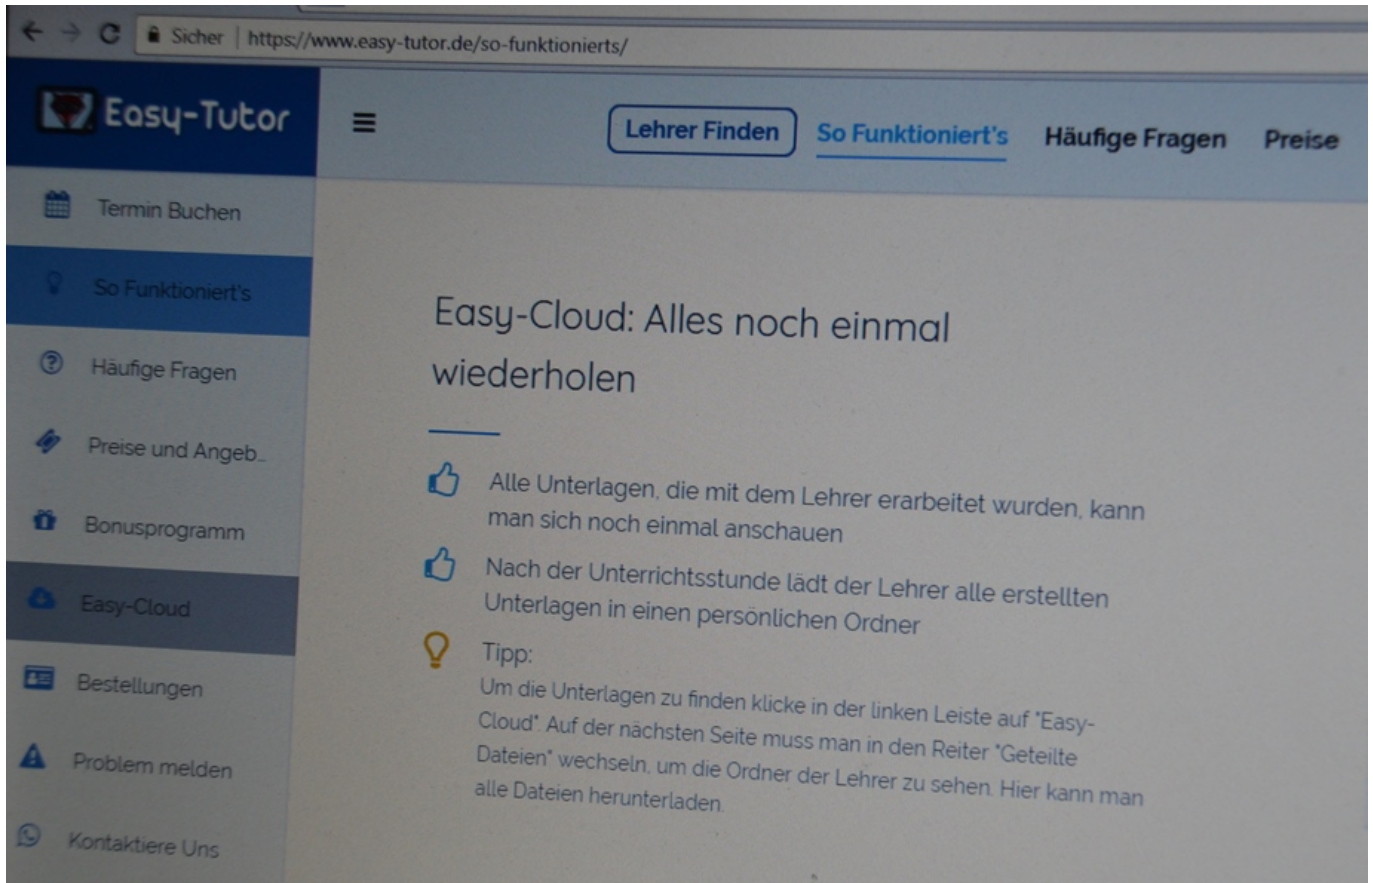 Sicher | https://www.easy-tutor.de/so-funktionierts/
Easy-Tutor
Lehrer Finden
So Funktioniert's
Häufige Fragen
Preise
Termin Buchen
So Funktioniert's
Häufige Fragen
Preise und Angeb...
Bonusprogramm
Easy-Cloud
Bestellungen
Problem melden
Kontaktiere Uns
Easy-Cloud: Alles noch einmal
wiederholen
Alle Unterlagen, die mit dem Lehrer erarbeitet wurden, kann
man sich noch einmal anschauen
Nach der Unterrichtsstunde lädt der Lehrer alle erstellten
Unterlagen in einen persönlichen Ordner
Tipp:
Um die Unterlagen zu finden klicke in der linken Leiste auf "Easy-
Cloud". Auf der nächsten Seite muss man in den Reiter "Geteilte
Dateien" wechseln, um die Ordner der Lehrer zu sehen. Hier kann man
alle Dateien herunterladen.